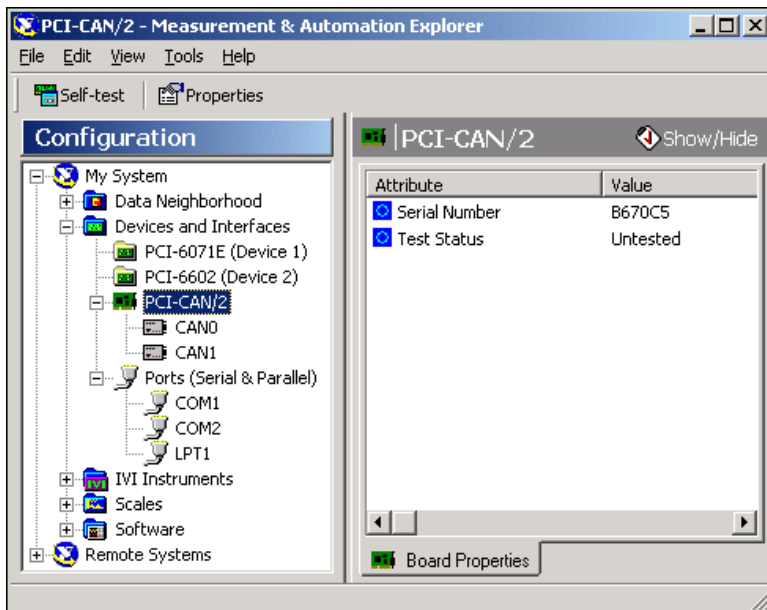 PCI-CAN/2 - Measurement & Automation Explorer
File Edit View Tools Help
Self-test Properties
Configuration
My System
Data Neighborhood
Devices and Interfaces
PCI-6071E (Device 1)
PCI-6602 (Device 2)
PCI-CAN/2
CAN0
CAN1
Ports (Serial & Parallel)
COM1
COM2
LPT1
IVI Instruments
Scales
Software
Remote Systems
PCI-CAN/2 Show/Hide
Attribute Value
Serial Number B670C5
Test Status Untested
Board Properties